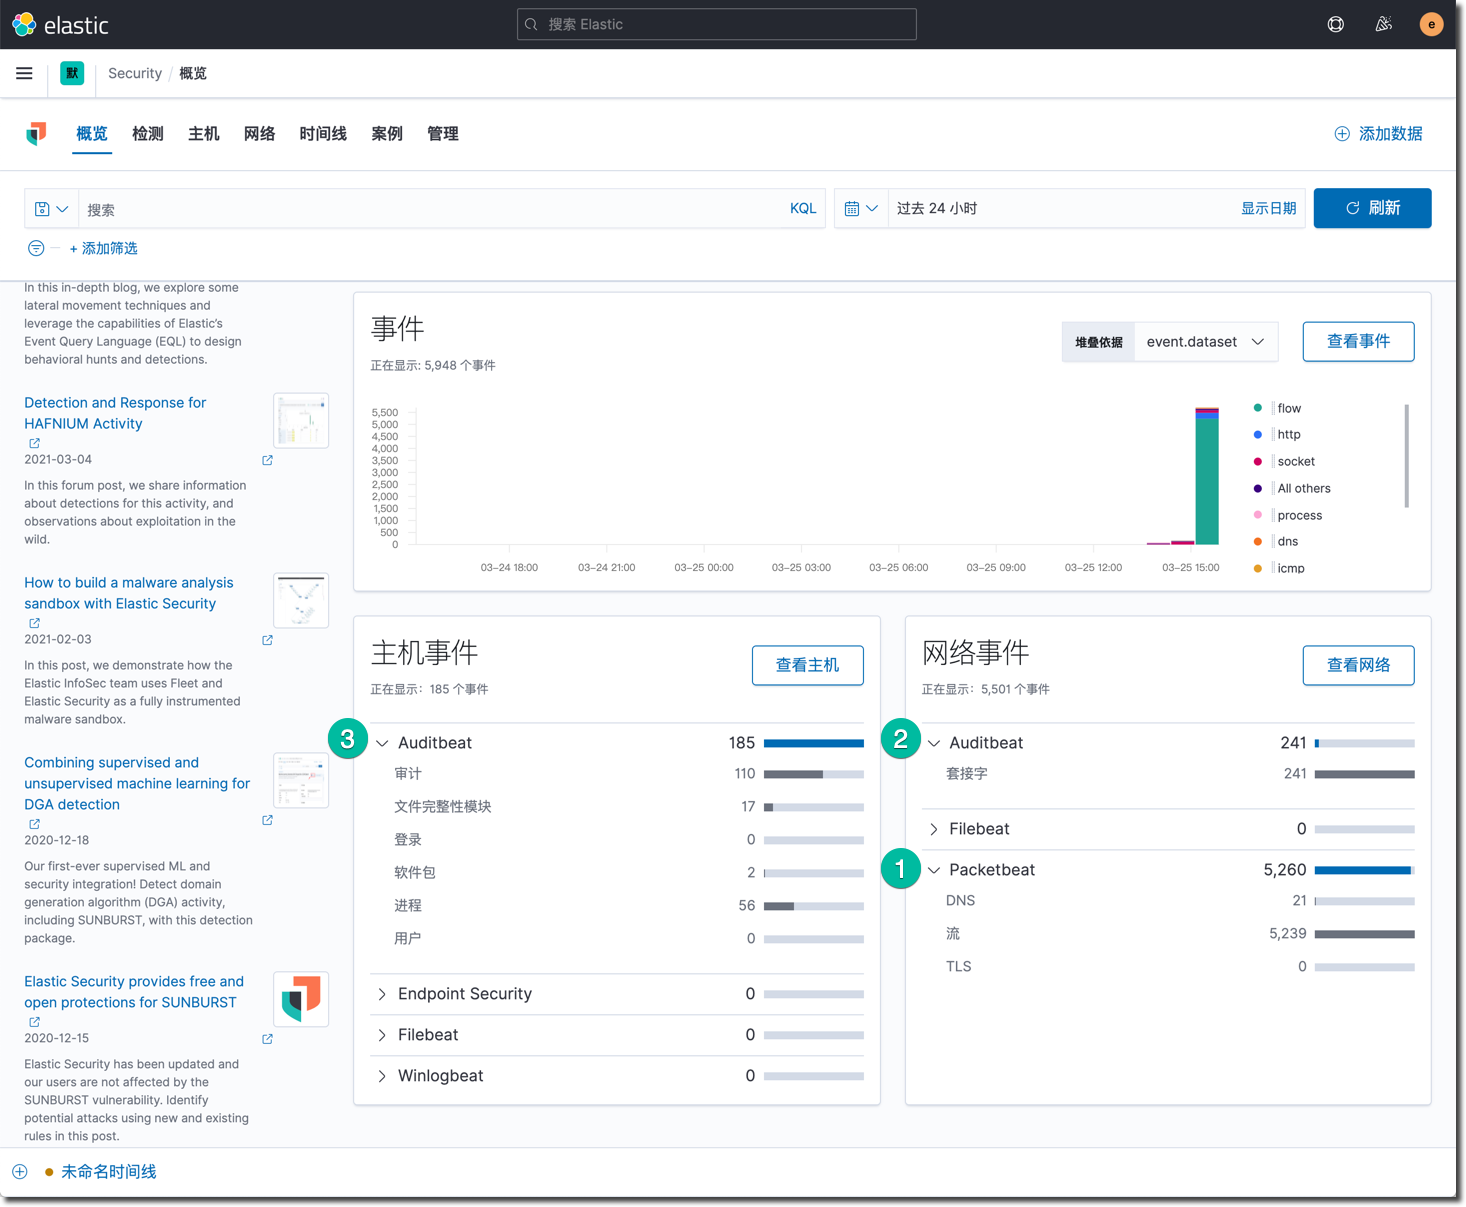 elastic
搜索 Elastic
e
默
Security / 概览
概览 检测 主机 网络 时间线 案例 管理
添加数据
搜索
KQL
过去 24 小时
显示日期
刷新
+ 添加筛选
In this in-depth blog, we explore some
lateral movement techniques and
leverage the capabilities of Elastic's
Event Query Language (EQL) to design
behavioral hunts and detections.
Detection and Response for
HAFNIUM Activity
2021-03-04
In this forum post, we share information
about detections for this activity, and
observations about exploitation in the
wild.
How to build a malware analysis
sandbox with Elastic Security
2021-02-03
In this post, we demonstrate how the
Elastic InfoSec team uses Fleet and
Elastic Security as a fully instrumented
malware sandbox.
Combining supervised and
unsupervised machine learning for
DGA detection
2020-12-18
Our first-ever supervised ML and
security integration! Detect domain
generation algorithm (DGA) activity,
including SUNBURST, with this detection
package.
Elastic Security provides free and
open protections for SUNBURST
2020-12-15
Elastic Security has been updated and
our users are not affected by the
SUNBURST vulnerability. Identify
potential attacks using new and existing
rules in this post.
事件
正在显示: 5,948 个事件
堆叠依据
event.dataset
查看事件
5,500
5,000
4,500
4,000
3,500
3,000
2,500
2,000
1,500
1,000
500
0
03-24 18:00 03-24 21:00 03-25 00:00 03-25 03:00 03-25 06:00 03-25 09:00 03-25 12:00 03-25 15:00
flow
http
socket
All others
process
dns
icmp
主机事件
正在显示: 185 个事件
查看主机
3
Auditbeat 185
审计 110
文件完整性模块 17
登录 0
软件包 2
进程 56
用户 0
Endpoint Security 0
Filebeat 0
Winlogbeat 0
网络事件
正在显示: 5,501 个事件
查看网络
2
Auditbeat 241
套接字 241
Filebeat 0
1
Packetbeat 5,260
DNS 21
流 5,239
TLS 0
未命名时间线